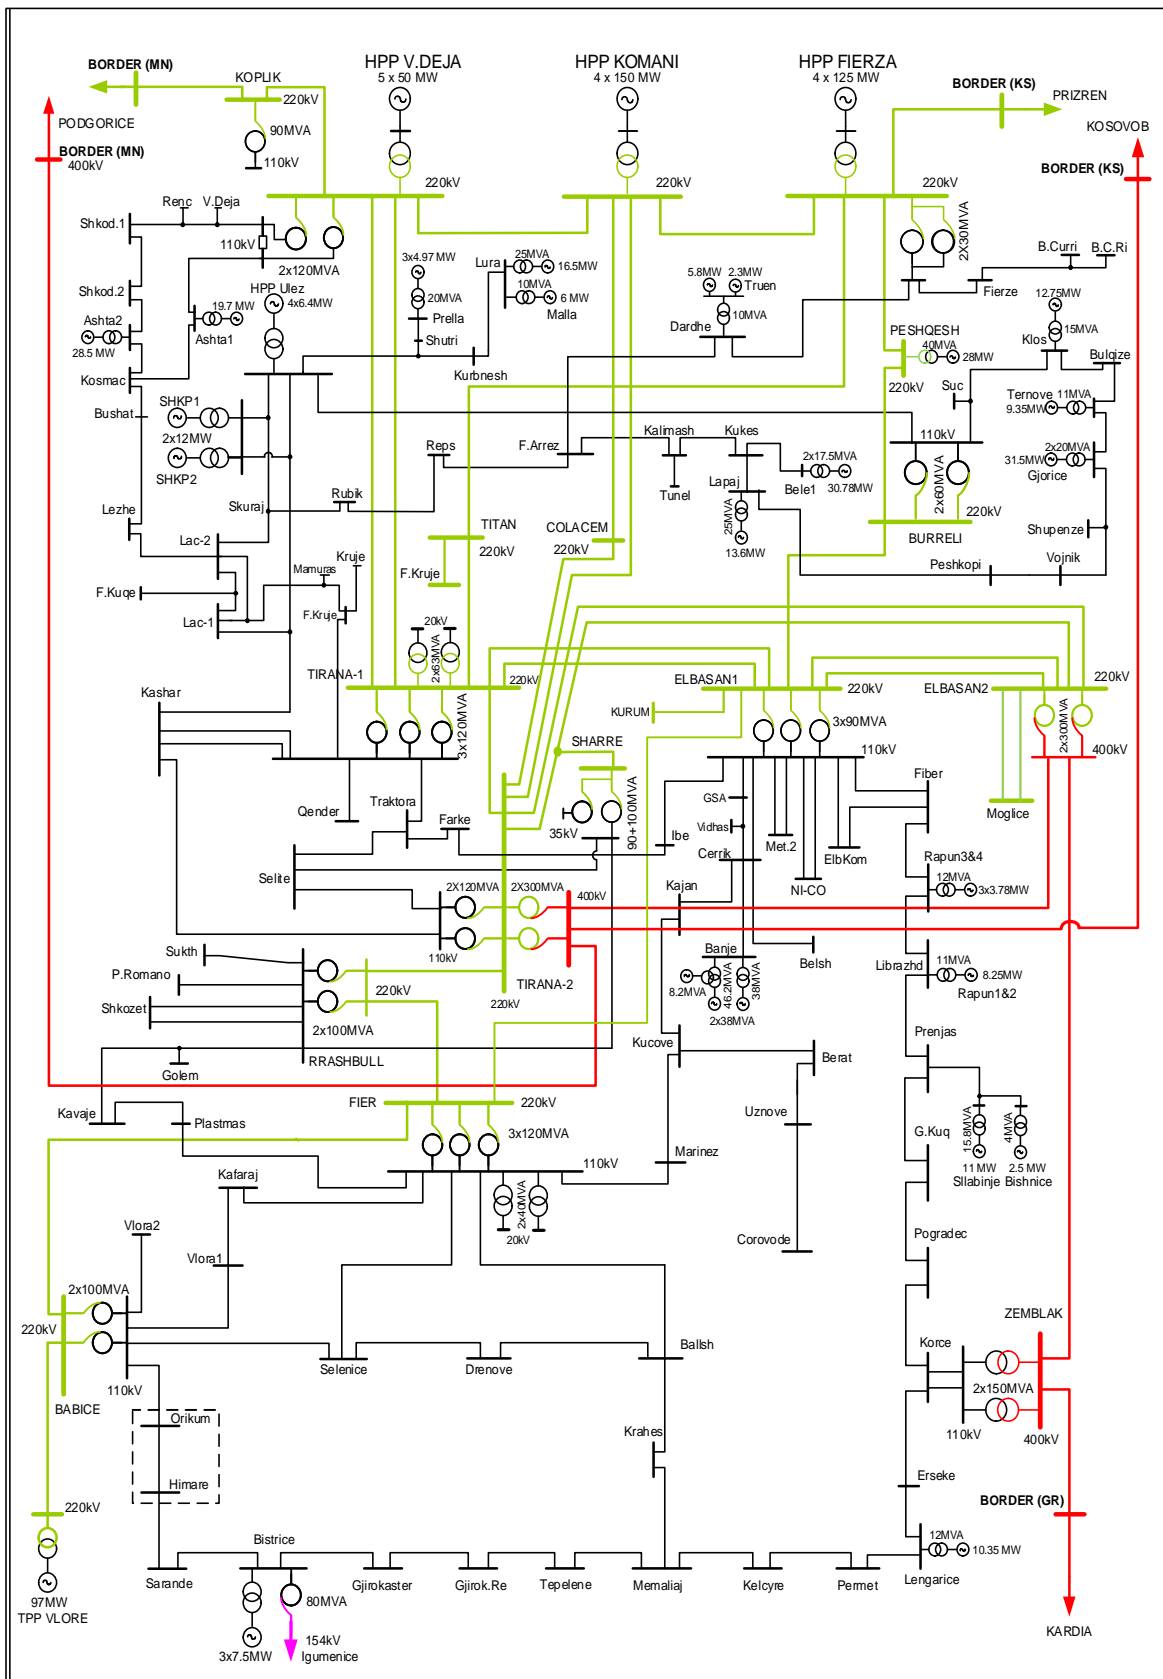 HPP V.DEJA
5 x 50 MW
HPP KOMANI
4 x 150 MW
HPP FIERZA
4 x 125 MW
BORDER (MN)
KOPLIK
220kV
90MVA
110kV
PODGORICE
BORDER (MN)
400kV
BORDER (KS)
PRIZREN
KOSOVOB
BORDER (KS)
220kV
220kV
220kV
Renc
V.Deja
Shkod.1
110kV
2x120MVA
2X30MVA
B.Curri
B.C.Ri
Fierze
3x4.97 MW
20MVA
Prella
Shutri
Lura
25MVA
16.5MW
10MVA
6 MW
Malla
Kurbnesh
5.8MW
2.3MW
Truen
10MVA
Dardhe
Shkod.2
HPP Ulez
4x6.4MW
Ashta2
28.5 MW
19.7 MW
Ashta1
Kosmac
Bushat
PESHQESH
40MVA
28MW
220kV
12.75MW
15MVA
Klos
Bulqize
Suc
Ternove
11MVA
9.35MW
SHKP1
2x12MW
SHKP2
Skuraj
Lezhe
Reps
Rubik
F.Arrez
Kalimash
Kukes
Tunel
Lapaj
25MVA
13.6MW
2x17.5MVA
Bele1
30.78MW
110kV
2x60MVA
220kV
BURRELI
2x20MVA
31.5MW
Gjorice
Shupenze
Vojnik
Peshkopi
TITAN
220kV
F.Kruje
COLACEM
220kV
Lac-2
Kruje
Mamuras
F.Kuqe
Lac-1
F.Kruje
20kV
2x63MVA
TIRANA-1
220kV
3x120MVA
Kashar
ELBASAN1
220kV
KURUM
3x90MVA
110kV
ELBASAN2
220kV
2x300MVA
400kV
Moglice
SHARRE
35kV
90+100MVA
Qender
Traktora
Farke
Selite
Ibe
GSA
Vidhas
Cerrik
Met.2
NI-CO
ElbKom
Fiber
Rapun3&4
12MVA
3x3.78MW
Kajan
2X120MVA
2X300MVA
400kV
110kV
TIRANA-2
220kV
Banje
8.2MVA
46.2MVA
38MVA
2x38MVA
Belsh
Librazhd
11MVA
8.25MW
Rapun1&2
Sukth
P.Romano
Shkozet
220kV
2x100MVA
RRASHBULL
Golem
Kavaje
Plastmas
Kucove
Berat
Uznove
Marinez
Corovode
Prenjas
15.8MVA
4MVA
11 MW
2.5 MW
Sllabinje Bishnice
G.Kuq
Pogradec
FIER
220kV
3x120MVA
110kV
Kafaraj
2x40MVA
20kV
Vlora2
Vlora1
2x100MVA
220kV
110kV
BABICE
Selenice
Drenove
Ballsh
Krahes
ZEMBLAK
Korce
2x150MVA
110kV
400kV
Orikum
Himare
Erseke
BORDER (GR)
220kV
97MW
TPP VLORE
Sarande
Bistrice
80MVA
3x7.5MW
154kV
Igumenice
Gjirokaster
Gjirok.Re
Tepelene
Memaliaj
Kelcyre
Permet
12MVA
10.35 MW
Lengarice
KARDIA